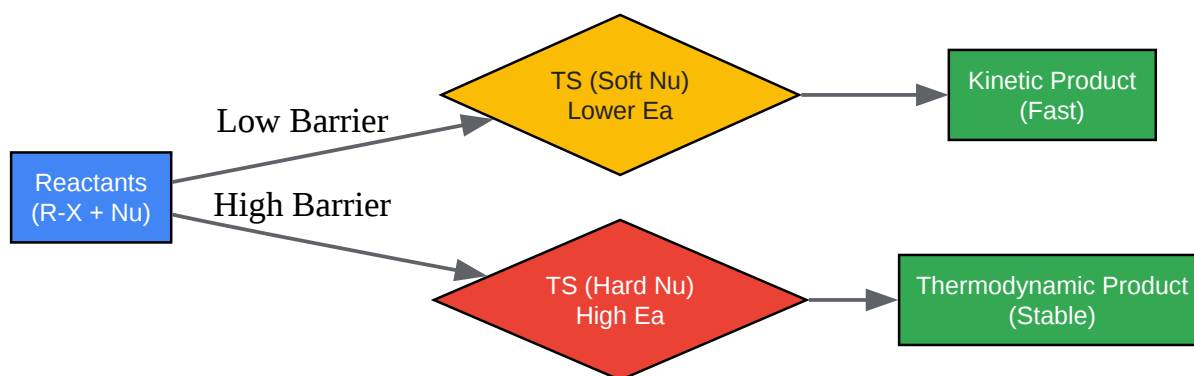 Reactants
(R-X + Nu)
Low Barrier
High Barrier
TS (Soft Nu)
Lower Ea
TS (Hard Nu)
High Ea
Kinetic Product
(Fast)
Thermodynamic Product
(Stable)